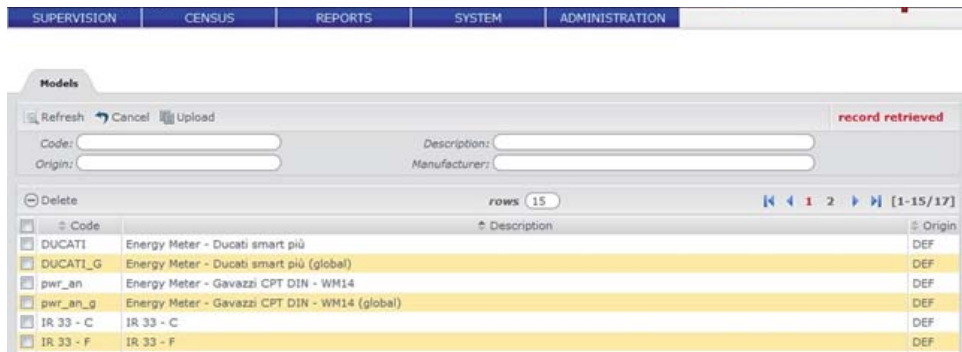 SUPERVISION CENSUS REPORTS SYSTEM ADMINISTRATION
Models
Refresh Cancel Upload record retrieved
Code: Description:
Origin: Manufacturer:
Delete rows 15 1 2 [1-15/17]
Code Description Origin
DUCATI Energy Meter - Ducati smart più DEF
DUCATI_G Energy Meter - Ducati smart più (global) DEF
pwr_an Energy Meter - Gavazzi CPT DIN - WM14 DEF
pwr_an_g Energy Meter - Gavazzi CPT DIN - WM14 (global) DEF
IR 33 - C IR 33 - C DEF
IR 33 - F IR 33 - F DEF